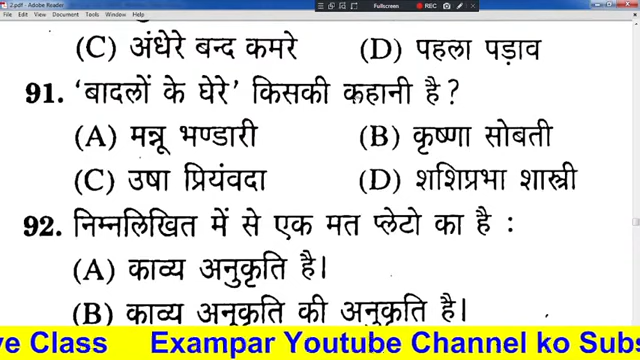 2.pdf - Adobe Reader
File Edit View Document Tools Window Help
Fullscreen REC
(C) अंधेरे बन्द कमरे (D) पहला पड़ाव
91. ‘बादलों के घेरे’ किसकी कहानी है ?
(A) मन्नू भण्डारी (B) कृष्णा सोबती
(C) उषा प्रियंवदा (D) शशिप्रभा शास्त्री
92. निम्नलिखित में से एक मत प्लेटो का है :
(A) काव्य अनुकृति है।
(B) काव्य अनुकृति की अनुकृति है।
ve Class Exampar Youtube Channel ko Subs